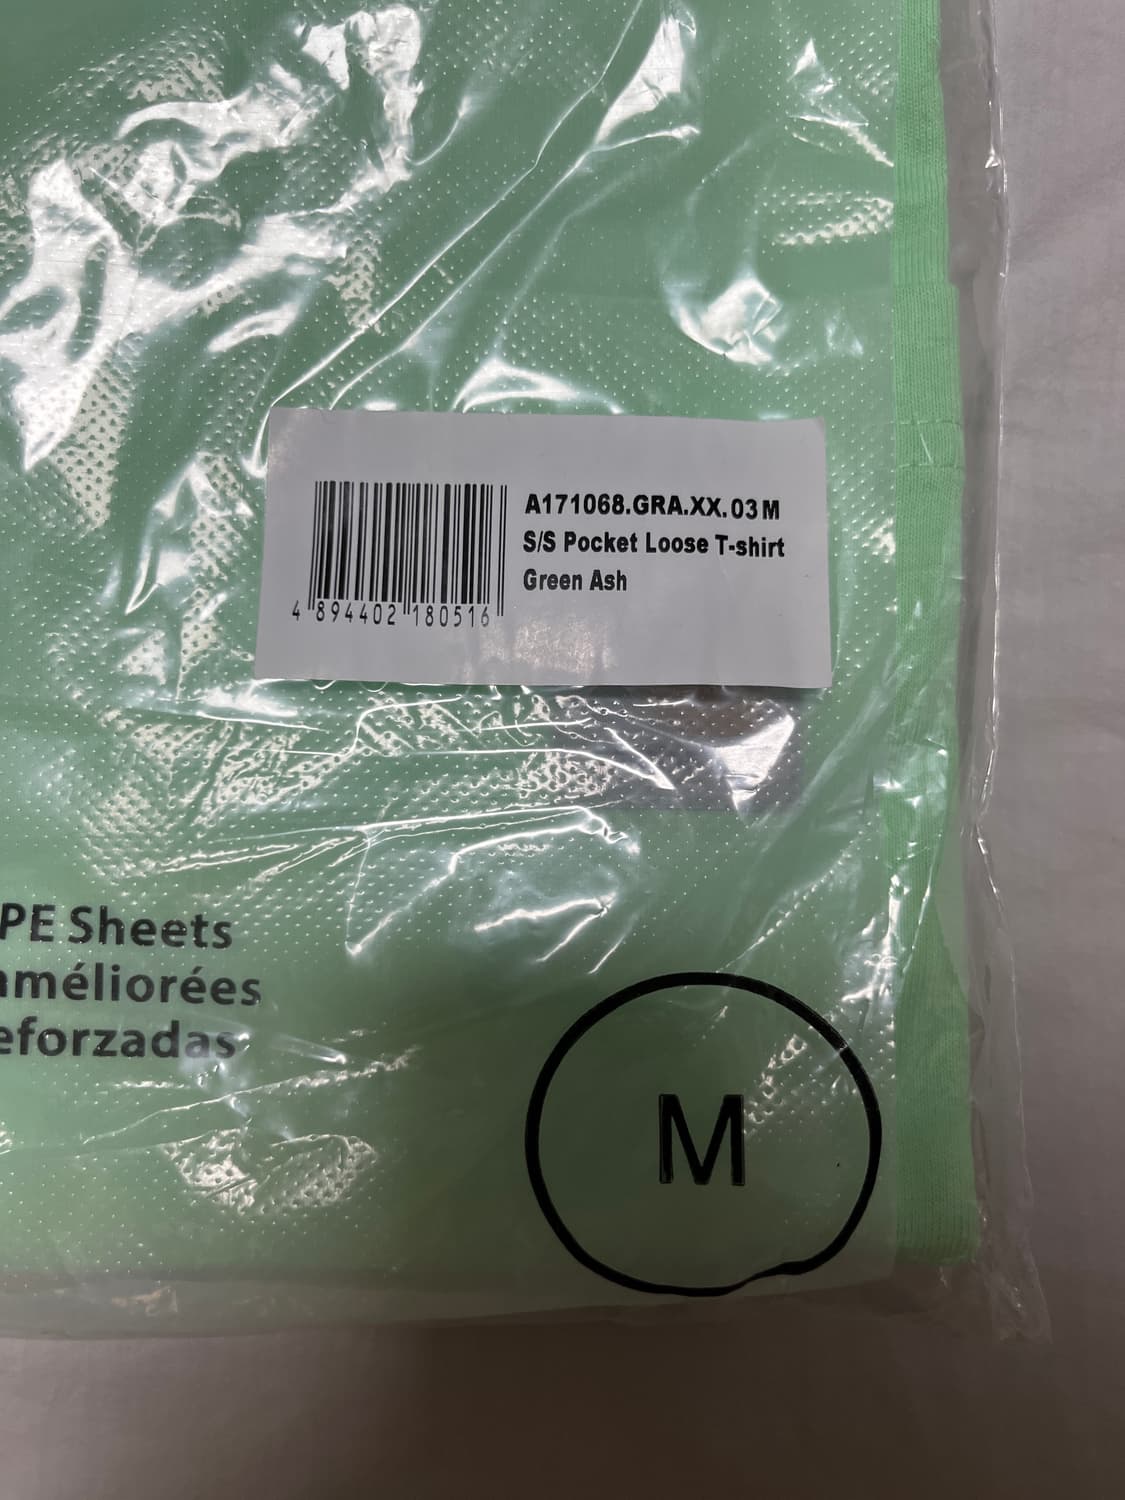 A171068.GRA.XX.03 M
S/S Pocket Loose T-shirt
Green Ash
4 894402 180516
PE Sheets
améliorées
eforzadas
M